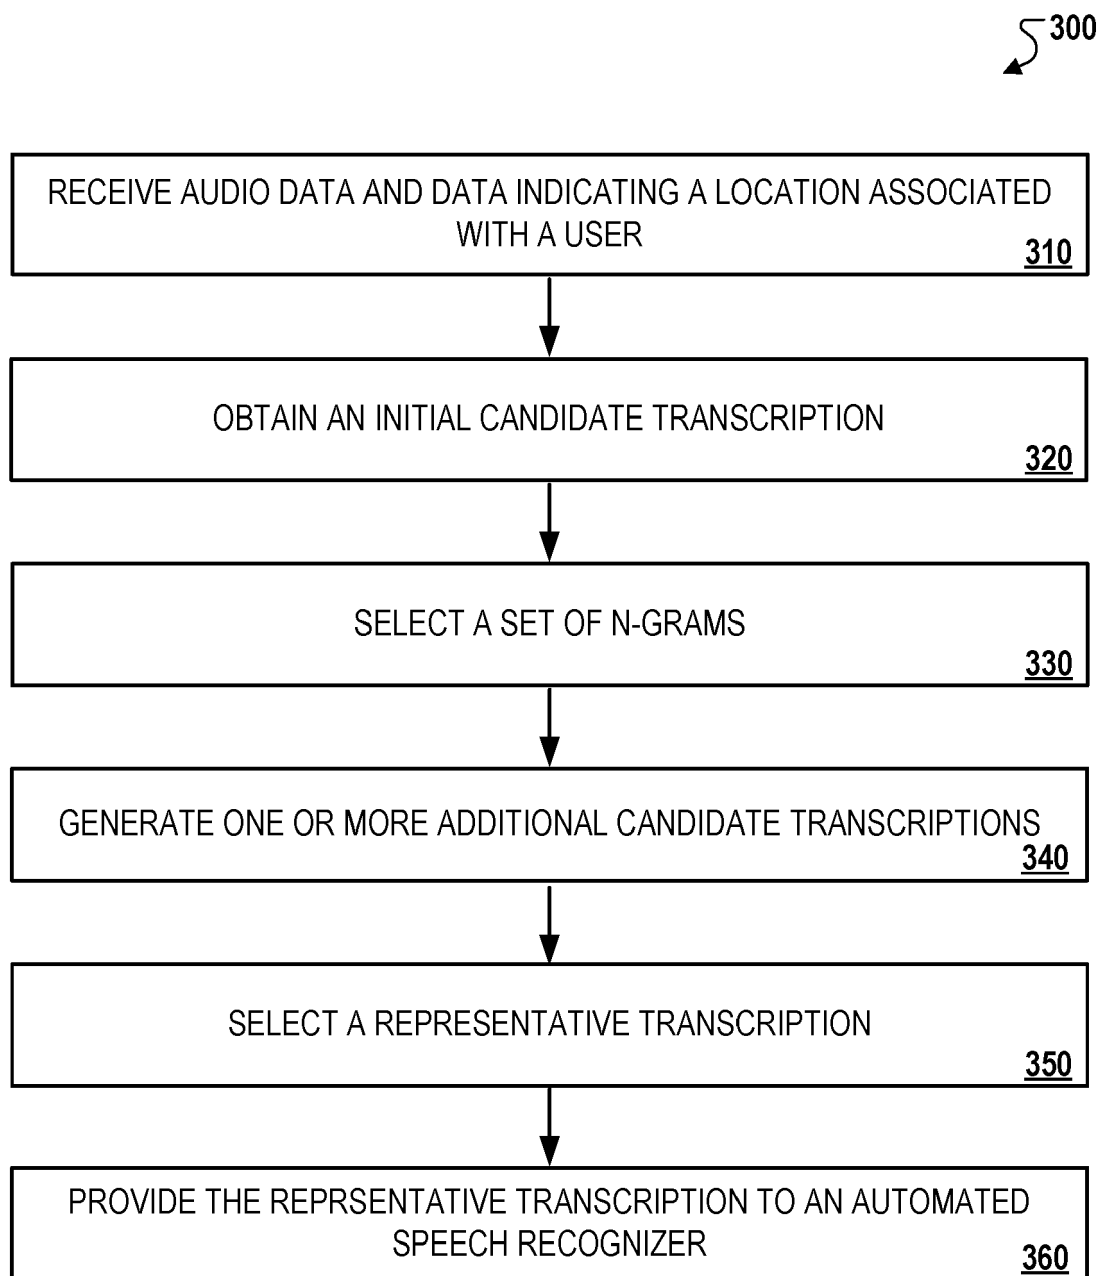 300
RECEIVE AUDIO DATA AND DATA INDICATING A LOCATION ASSOCIATED
WITH A USER
310
OBTAIN AN INITIAL CANDIDATE TRANSCRIPTION
320
SELECT A SET OF N-GRAMS
330
GENERATE ONE OR MORE ADDITIONAL CANDIDATE TRANSCRIPTIONS
340
SELECT A REPRESENTATIVE TRANSCRIPTION
350
PROVIDE THE REPRSENTATIVE TRANSCRIPTION TO AN AUTOMATED
SPEECH RECOGNIZER
360